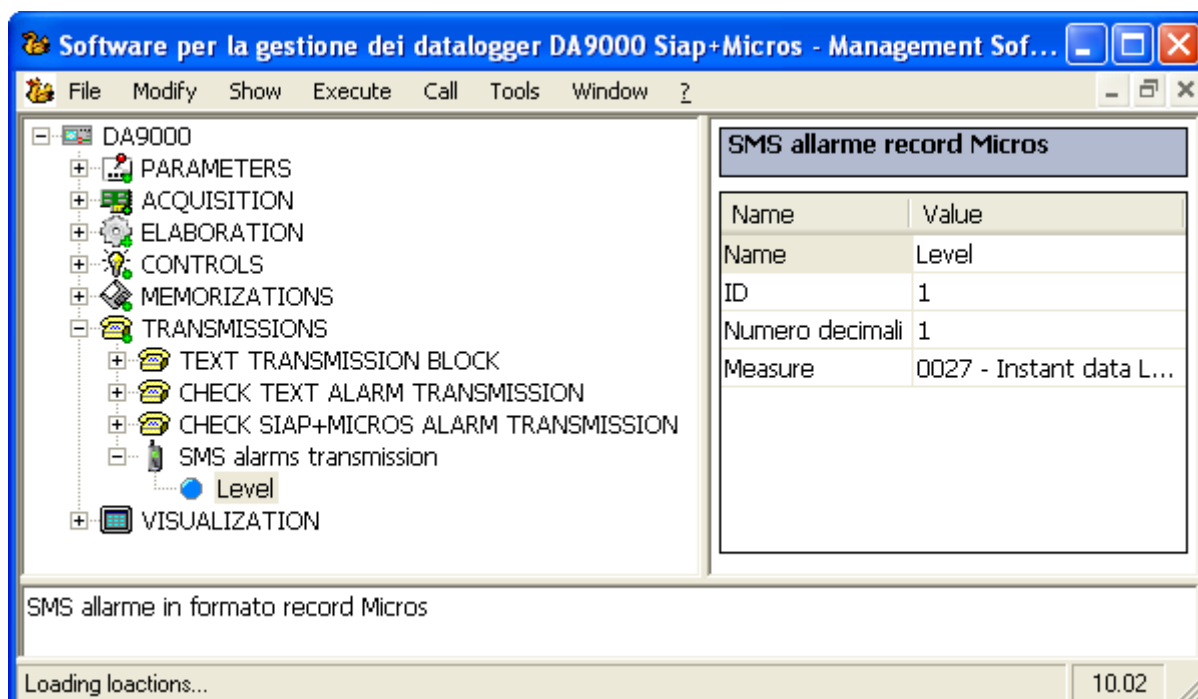 Software per la gestione dei datalogger DA9000 Siap+Micros - Management Sof...
File Modify Show Execute Call Tools Window ?
DA9000
PARAMETERS
ACQUISITION
ELABORATION
CONTROLS
MEMORIZATIONS
TRANSMISSIONS
TEXT TRANSMISSION BLOCK
CHECK TEXT ALARM TRANSMISSION
CHECK SIAP+MICROS ALARM TRANSMISSION
SMS alarms transmission
Level
VISUALIZATION
SMS allarme record Micros
Name Value
Name Level
ID 1
Numero decimali 1
Measure 0027 - Instant data L...
SMS allarme in formato record Micros
Loading loactions... 10.02